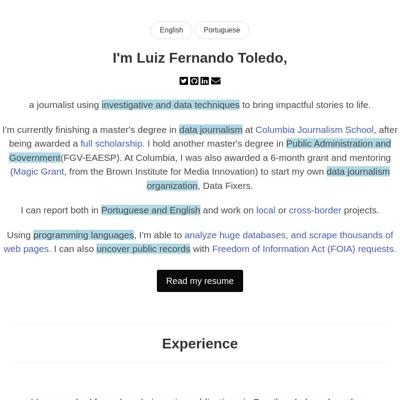 English Portuguese
I'm Luiz Fernando Toledo,
a journalist using investigative and data techniques to bring impactful stories to life.
I'm currently finishing a master's degree in data journalism at Columbia Journalism School, after
being awarded a full scholarship. I hold another master's degree in Public Administration and
Government(FGV-EAESP). At Columbia, I was also awarded a 6-month grant and mentoring
(Magic Grant, from the Brown Institute for Media Innovation) to start my own data journalism
organization, Data Fixers.
I can report both in Portuguese and English and work on local or cross-border projects.
Using programming languages, I'm able to analyze huge databases, and scrape thousands of
web pages. I can also uncover public records with Freedom of Information Act (FOIA) requests.
Read my resume
Experience